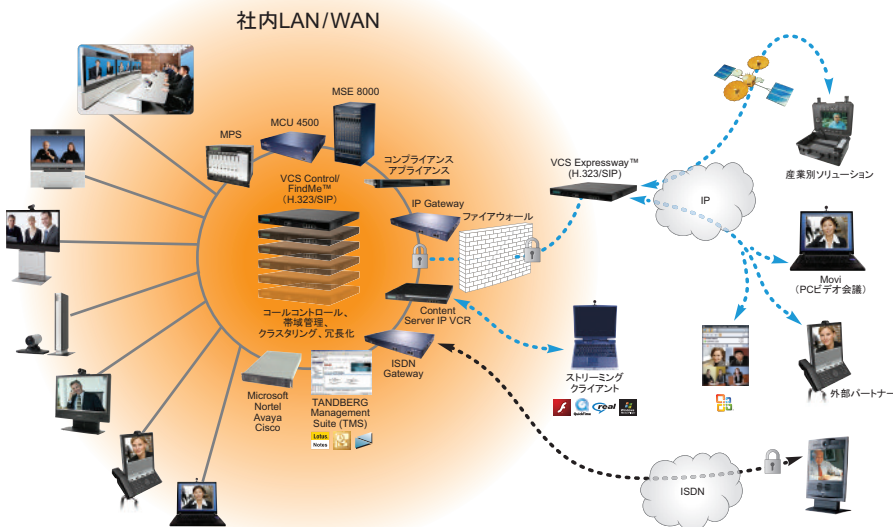 社内LAN/WAN
MSE 8000
MCU 4500
MPS
コンプライアンス
アプライアンス
VCS Control/
FindMe™
(H.323/SIP)
IP Gateway
ファイアウォール
VCS Expressway™
(H.323/SIP)
IP
産業別ソリューション
Movi
(PCビデオ会議)
コールコントロール、
帯域管理、
クラスタリング、冗長化
Content
Server IP VCR
ISDN
Gateway
ストリーミング
クライアント
外部パートナー
Microsoft
Nortel
Avaya
Cisco
TANDBERG
Management
Suite (TMS)
Lotus
Notes
QuickTime
real
Windows
ISDN